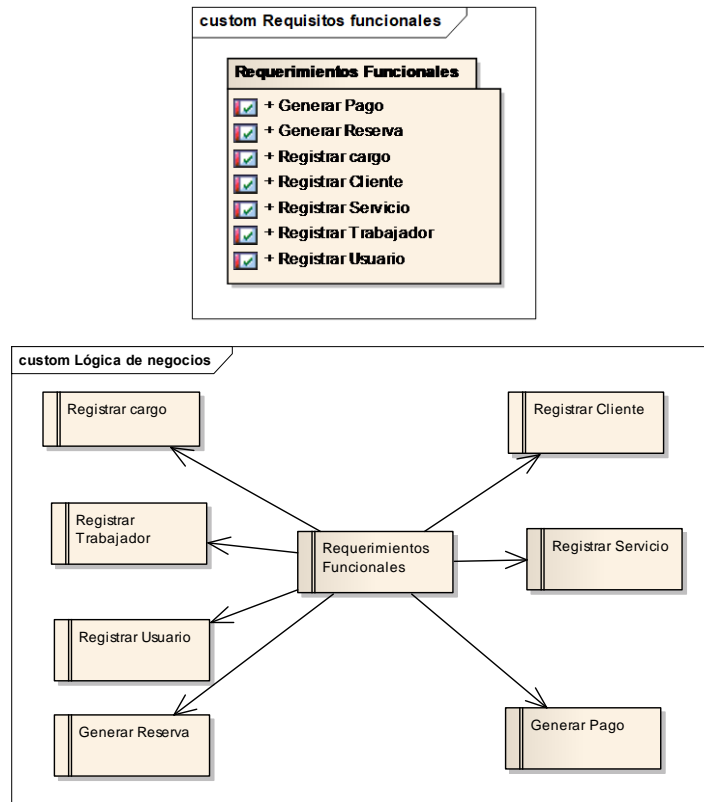 custom Requisitos funcionales
Requerimientos Funcionales
+ Generar Pago
+ Generar Reserva
+ Registrar cargo
+ Registrar Cliente
+ Registrar Servicio
+ Registrar Trabajador
+ Registrar Usuario
custom Lógica de negocios
Registrar cargo
Registrar Cliente
Registrar
Trabajador
Requerimientos
Funcionales
Registrar Servicio
Registrar Usuario
Generar Reserva
Generar Pago